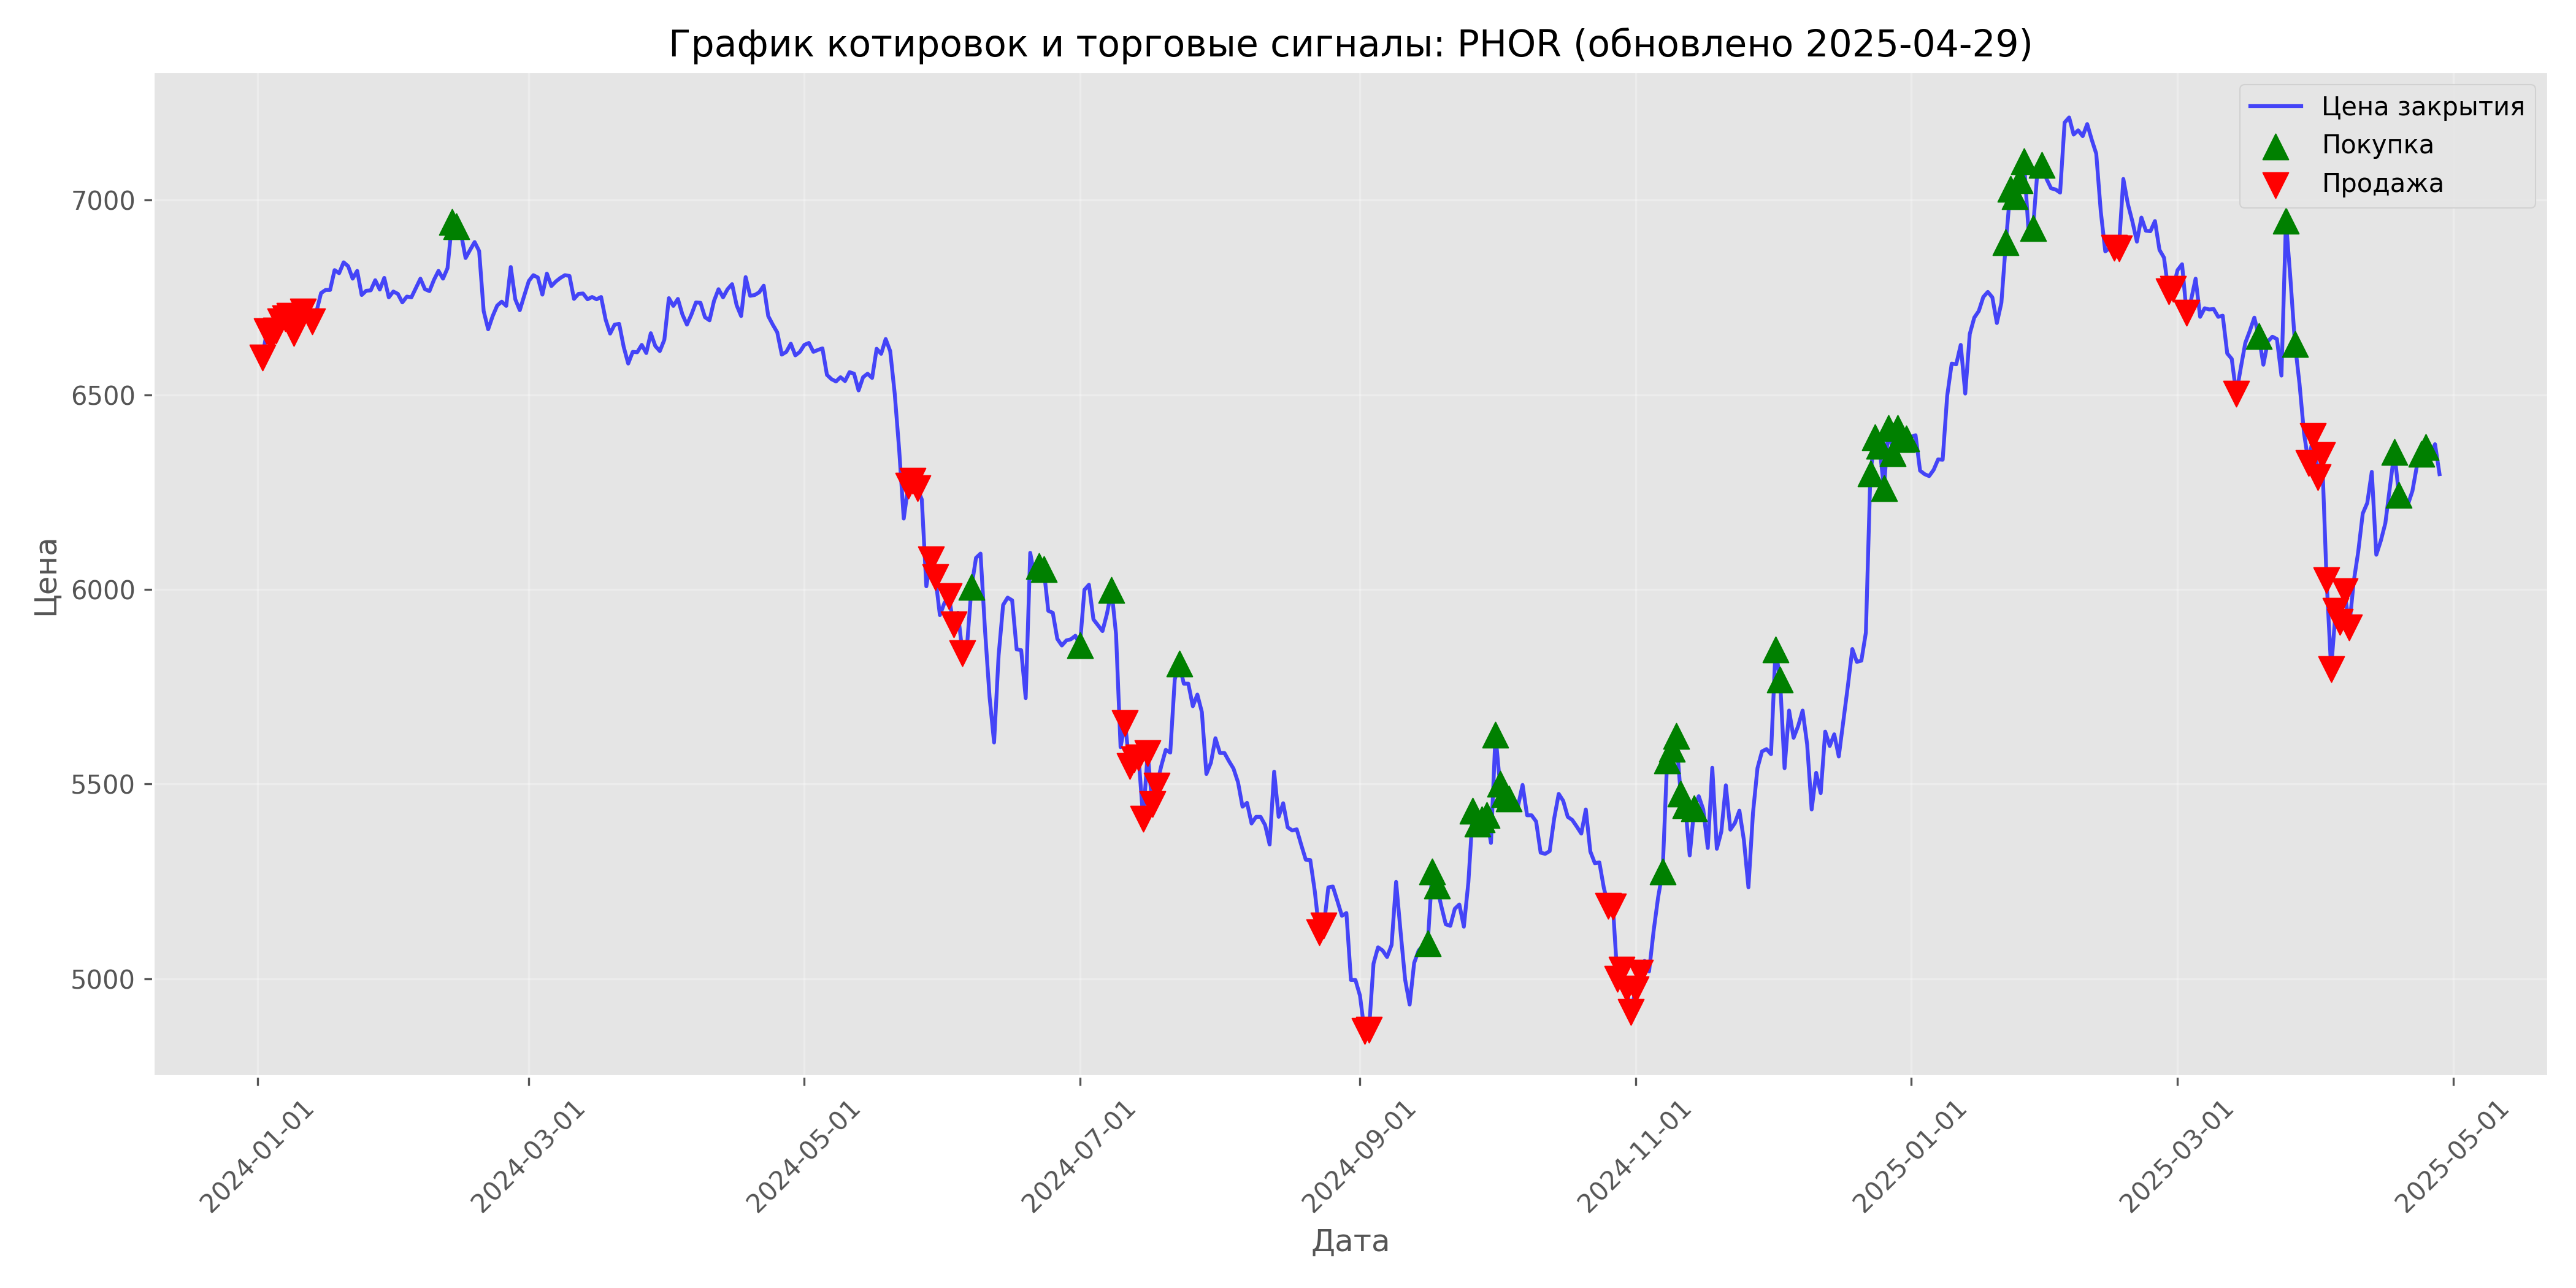 График котировок и торговые сигналы: PHOR (обновлено 2025-04-29)
Цена закрытия
Покупка
Продажа
Цена
7000
6500
6000
5500
5000
2024-01-01
2024-03-01
2024-05-01
2024-07-01
2024-09-01
2024-11-01
2025-01-01
2025-03-01
2025-05-01
Дата